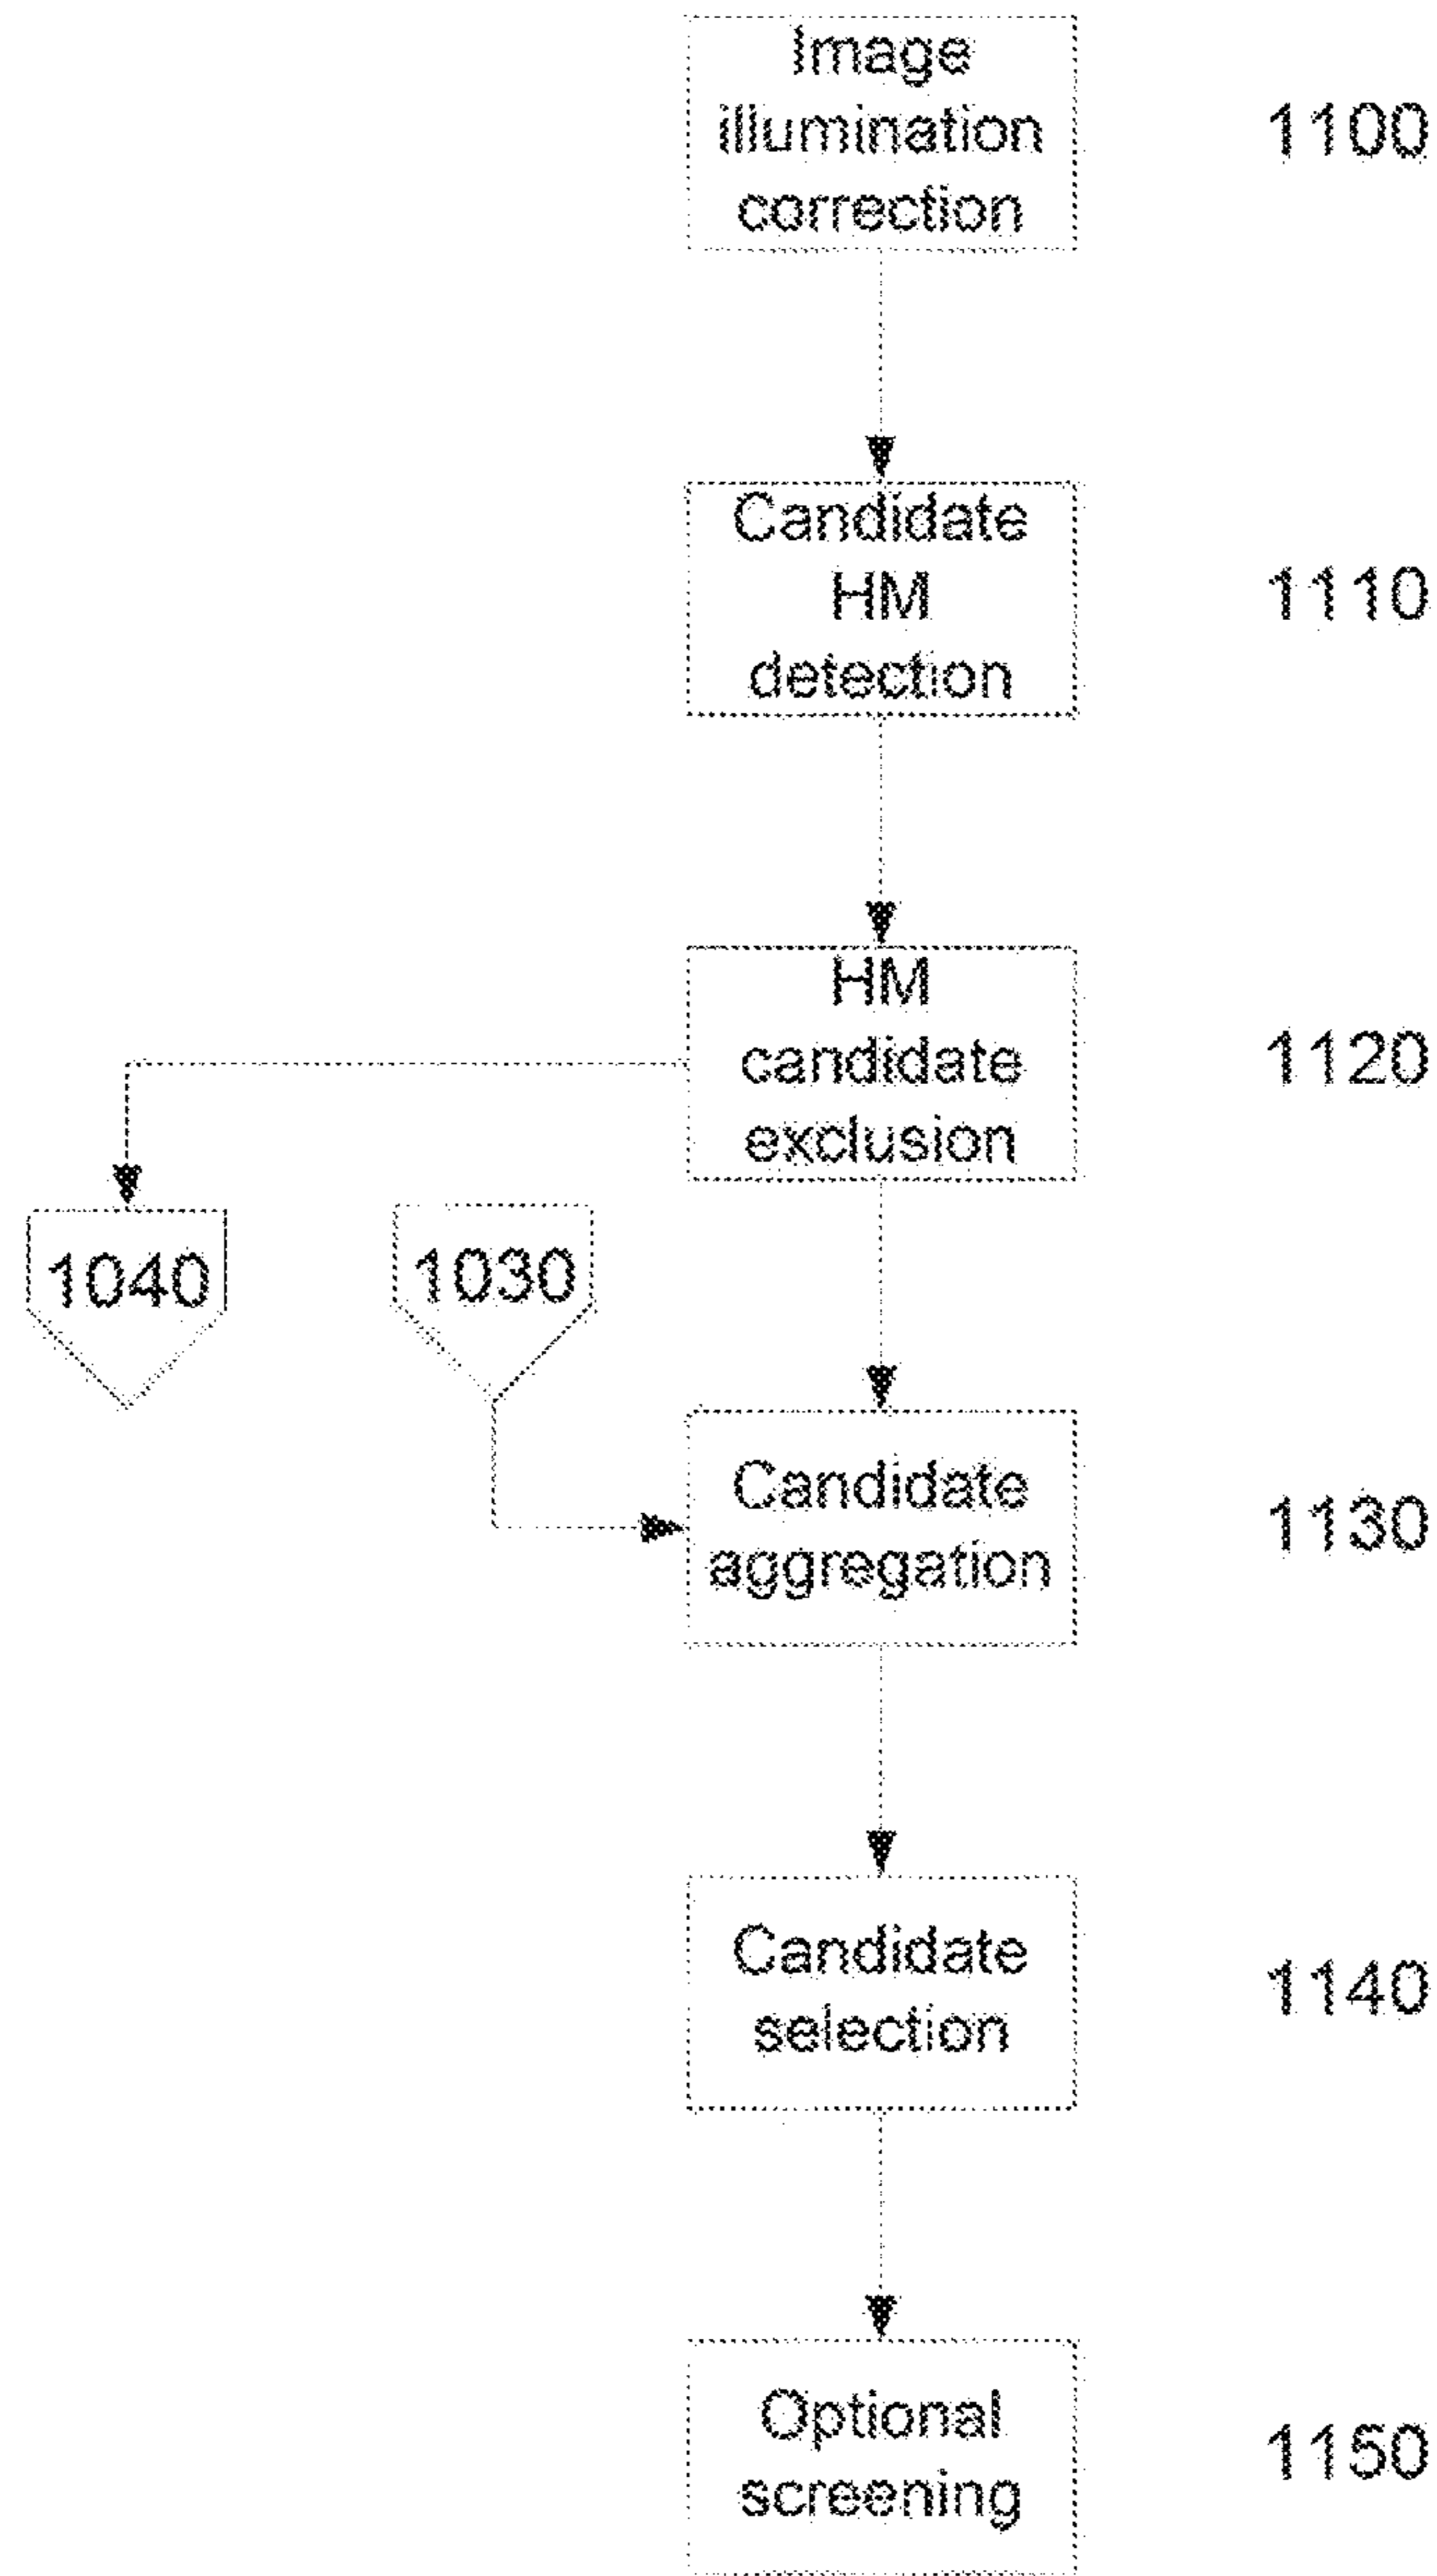 Image
illumination
correction
1100
Candidate
HM
detection
1110
HM
candidate
exclusion
1120
1040
1030
Candidate
aggregation
1130
Candidate
selection
1140
Optional
screening
1150